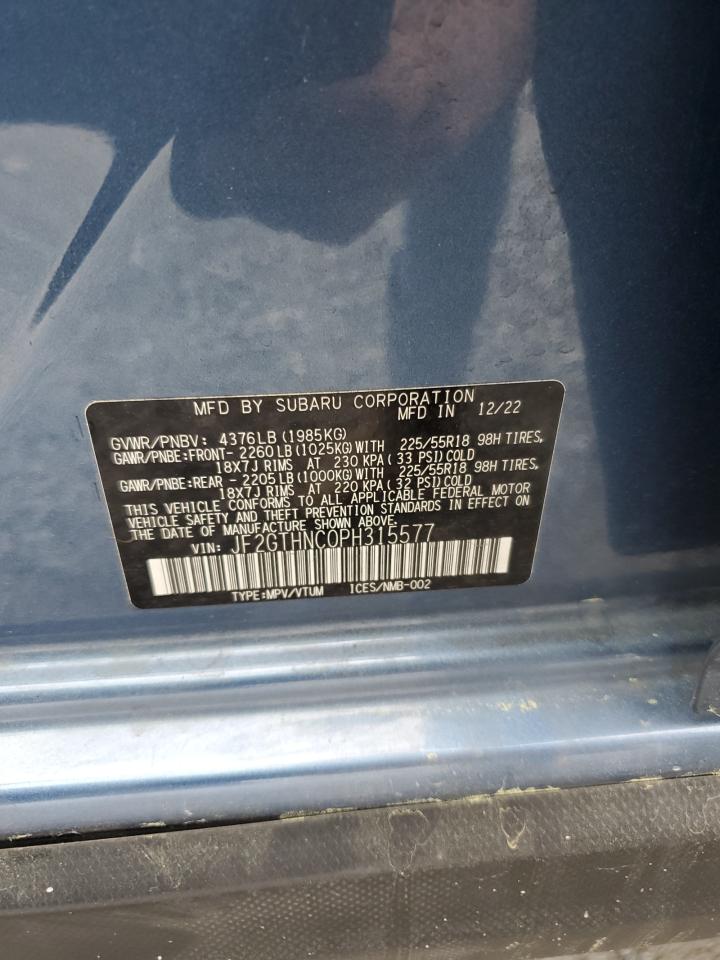 MFD BY SUBARU CORPORATION
MFD IN 12/22
GVWR/PNBV: 4376LB (1985KG)
GAWR/PNBE:FRONT- 2260LB (1025KG) WITH 225/55R18 98H TIRES,
18X7J RIMS AT 230 KPA ( 33 PSI) COLD
GAWR/PNBE:REAR - 2205LB (1000KG) WITH 225/55R18 98H TIRES,
18X7J RIMS AT 220 KPA ( 32 PSI) COLD
THIS VEHICLE CONFORMS TO ALL APPLICABLE FEDERAL MOTOR
VEHICLE SAFETY AND THEFT PREVENTION STANDARDS IN EFFECT ON
THE DATE OF MANUFACTURE SHOWN ABOVE.
VIN: JF2GTHNC0PH315577
TYPE:MPV/VTUM ICES/NMB-002